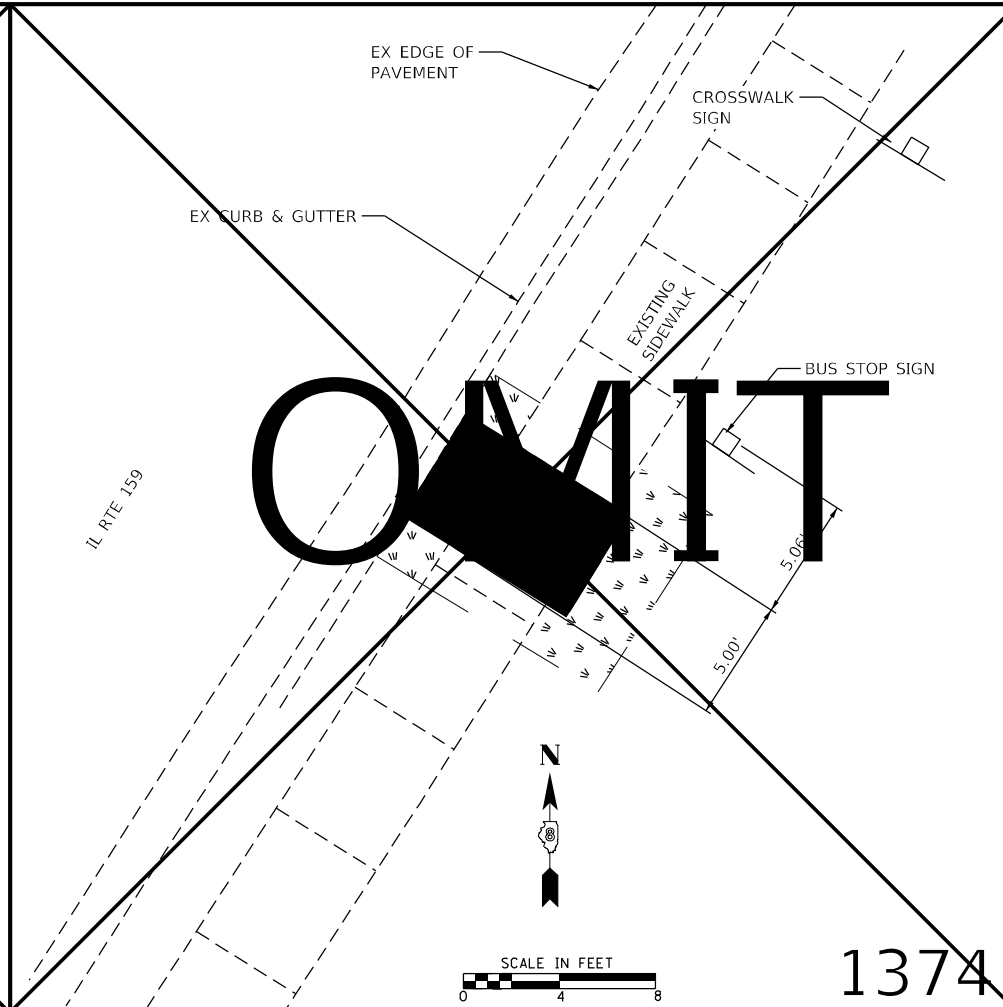 EX EDGE OF
PAVEMENT
CROSSWALK
SIGN
EX CURB & GUTTER
EXISTING
SIDEWALK
BUS STOP SIGN
OMIT
IL RTE 159
5.06'
5.00'
N
8
SCALE IN FEET
0 4 8
1374